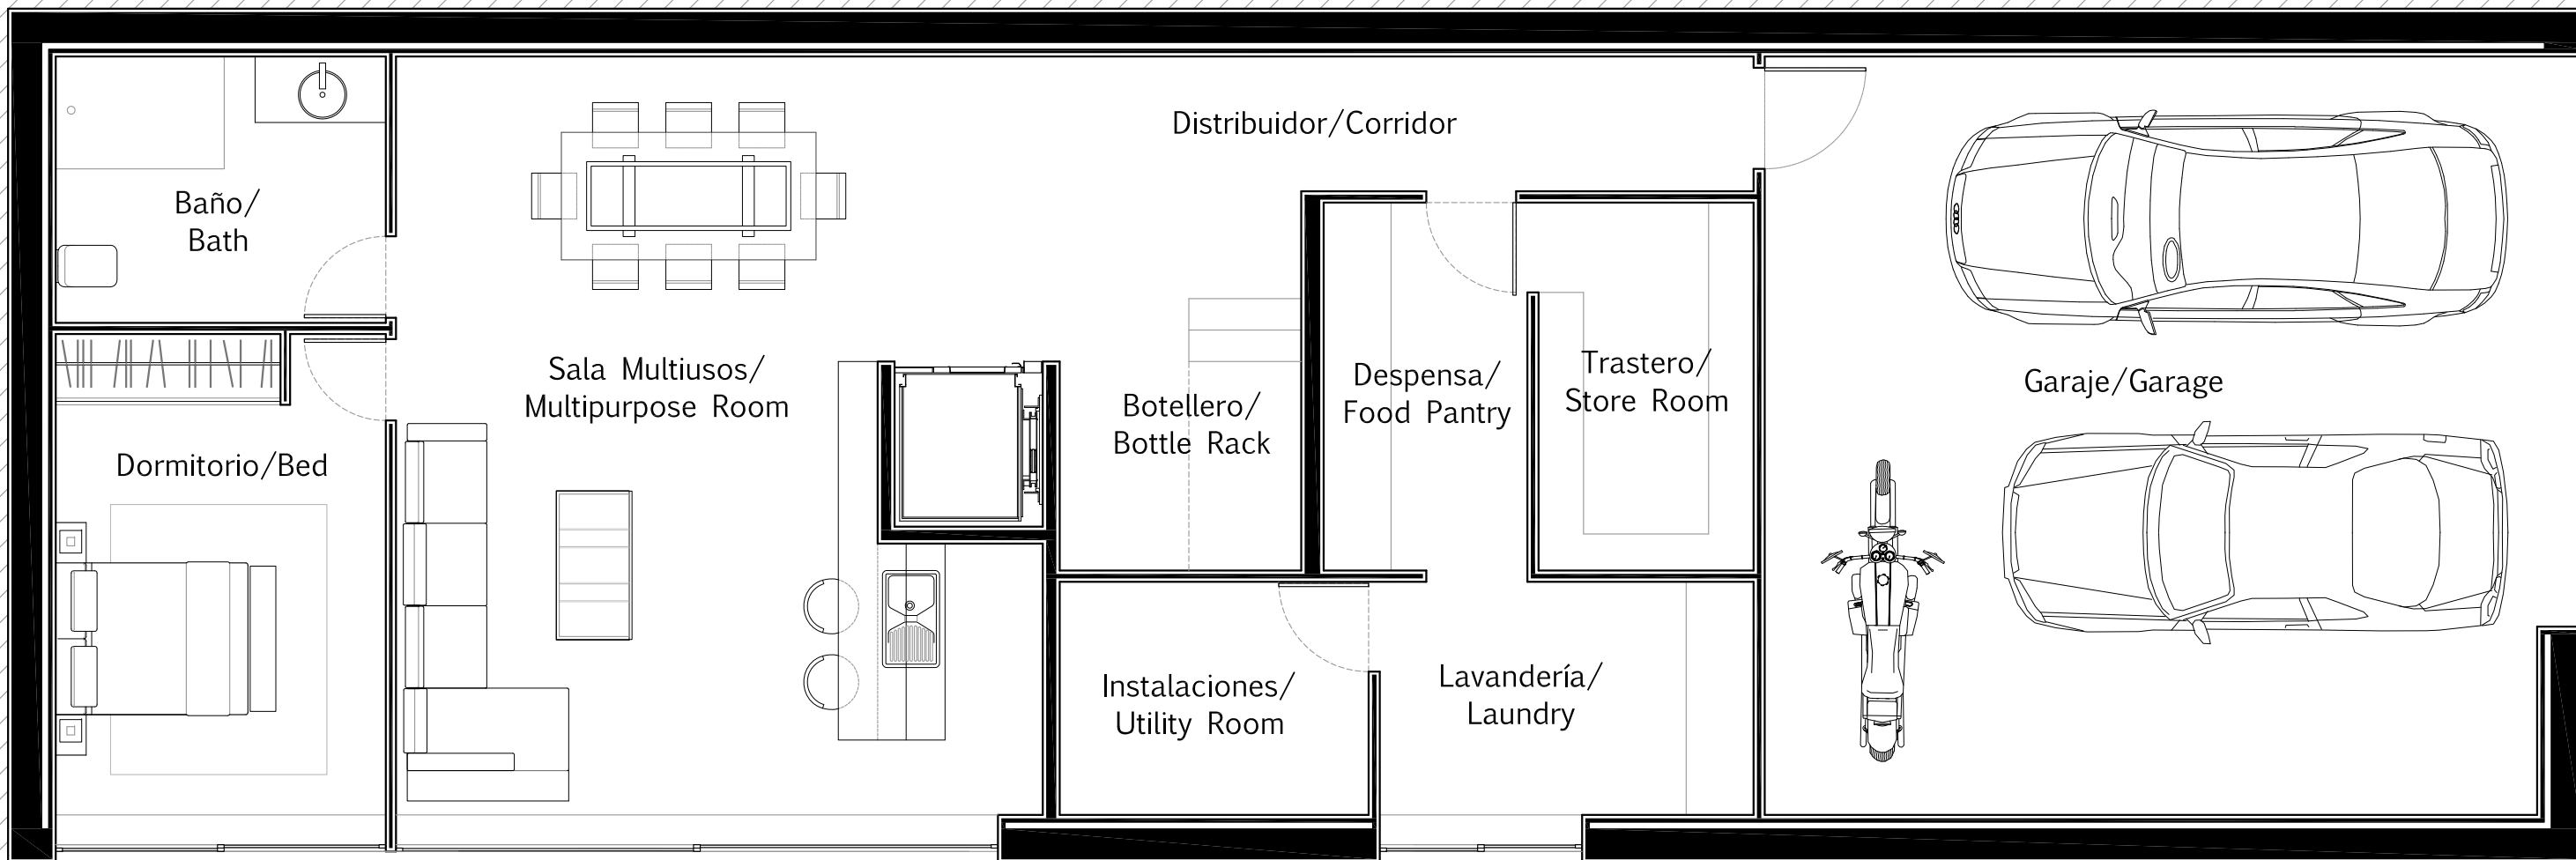 Distribuidor/Corridor
Baño/
Bath
Sala Multiusos/
Multipurpose Room
Dormitorio/Bed
Botellero/
Bottle Rack
Despensa/
Food Pantry
Trastero/
Store Room
Garaje/Garage
Instalaciones/
Utility Room
Lavandería/
Laundry